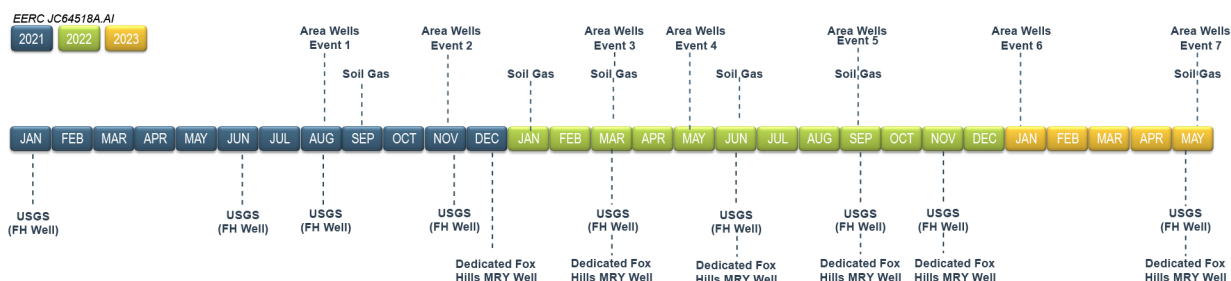 EERC JC64518A.AI
2021 2022 2023
Area Wells Event 1
Area Wells Event 2
Area Wells Event 3
Area Wells Event 4
Area Wells Event 5
Area Wells Event 6
Area Wells Event 7
Soil Gas Soil Gas Soil Gas Soil Gas Soil Gas Soil Gas
JAN FEB MAR APR MAY JUN JUL AUG SEP OCT NOV DEC JAN FEB MAR APR MAY JUN JUL AUG SEP OCT NOV DEC JAN FEB MAR APR MAY
USGS (FH Well)
USGS (FH Well)
USGS (FH Well)
USGS (FH Well)
USGS (FH Well)
USGS (FH Well)
USGS (FH Well)
USGS (FH Well)
USGS (FH Well)
Dedicated Fox Hills MRY Well
Dedicated Fox Hills MRY Well
Dedicated Fox Hills MRY Well
Dedicated Fox Hills MRY Well
Dedicated Fox Hills MRY Well
Dedicated Fox Hills MRY Well